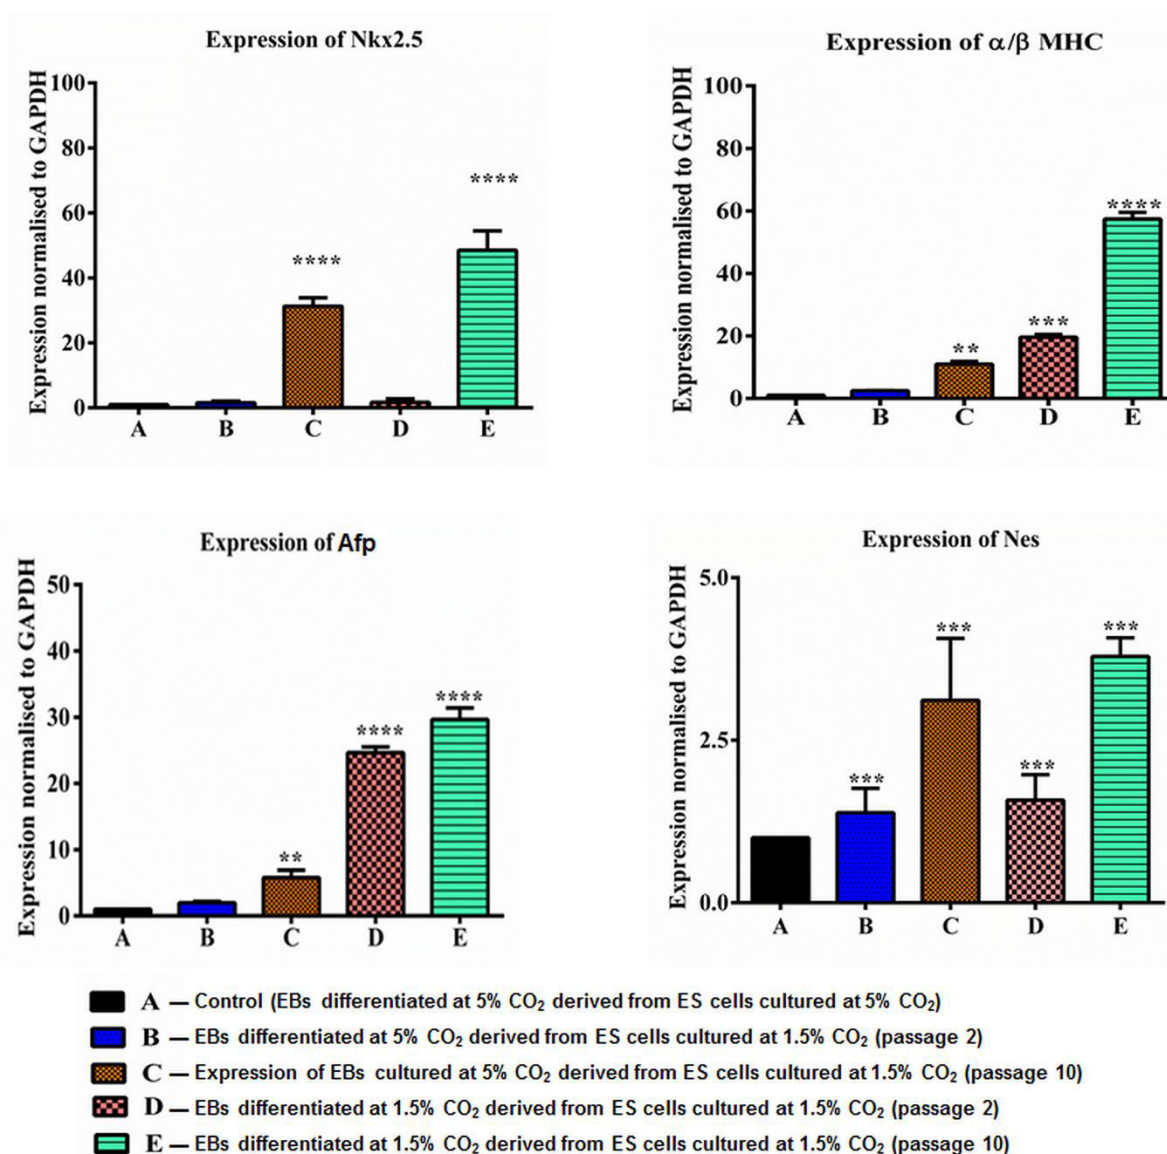 Expression of Nkx2.5
Expression normalised to GAPDH
100
80
60
40
20
0
****
****
A B C D E
Expression of α/β MHC
Expression normalised to GAPDH
100
80
60
40
20
0
**
***
****
A B C D E
Expression of Afp
Expression normalised to GAPDH
50
40
30
20
10
0
**
****
****
A B C D E
Expression of Nes
Expression normalised to GAPDH
5.0
2.5
0.0
***
***
***
***
A B C D E
A — Control (EBs differentiated at 5% CO₂ derived from ES cells cultured at 5% CO₂)
B — EBs differentiated at 5% CO₂ derived from ES cells cultured at 1.5% CO₂ (passage 2)
C — Expression of EBs cultured at 5% CO₂ derived from ES cells cultured at 1.5% CO₂ (passage 10)
D — EBs differentiated at 1.5% CO₂ derived from ES cells cultured at 1.5% CO₂ (passage 2)
E — EBs differentiated at 1.5% CO₂ derived from ES cells cultured at 1.5% CO₂ (passage 10)